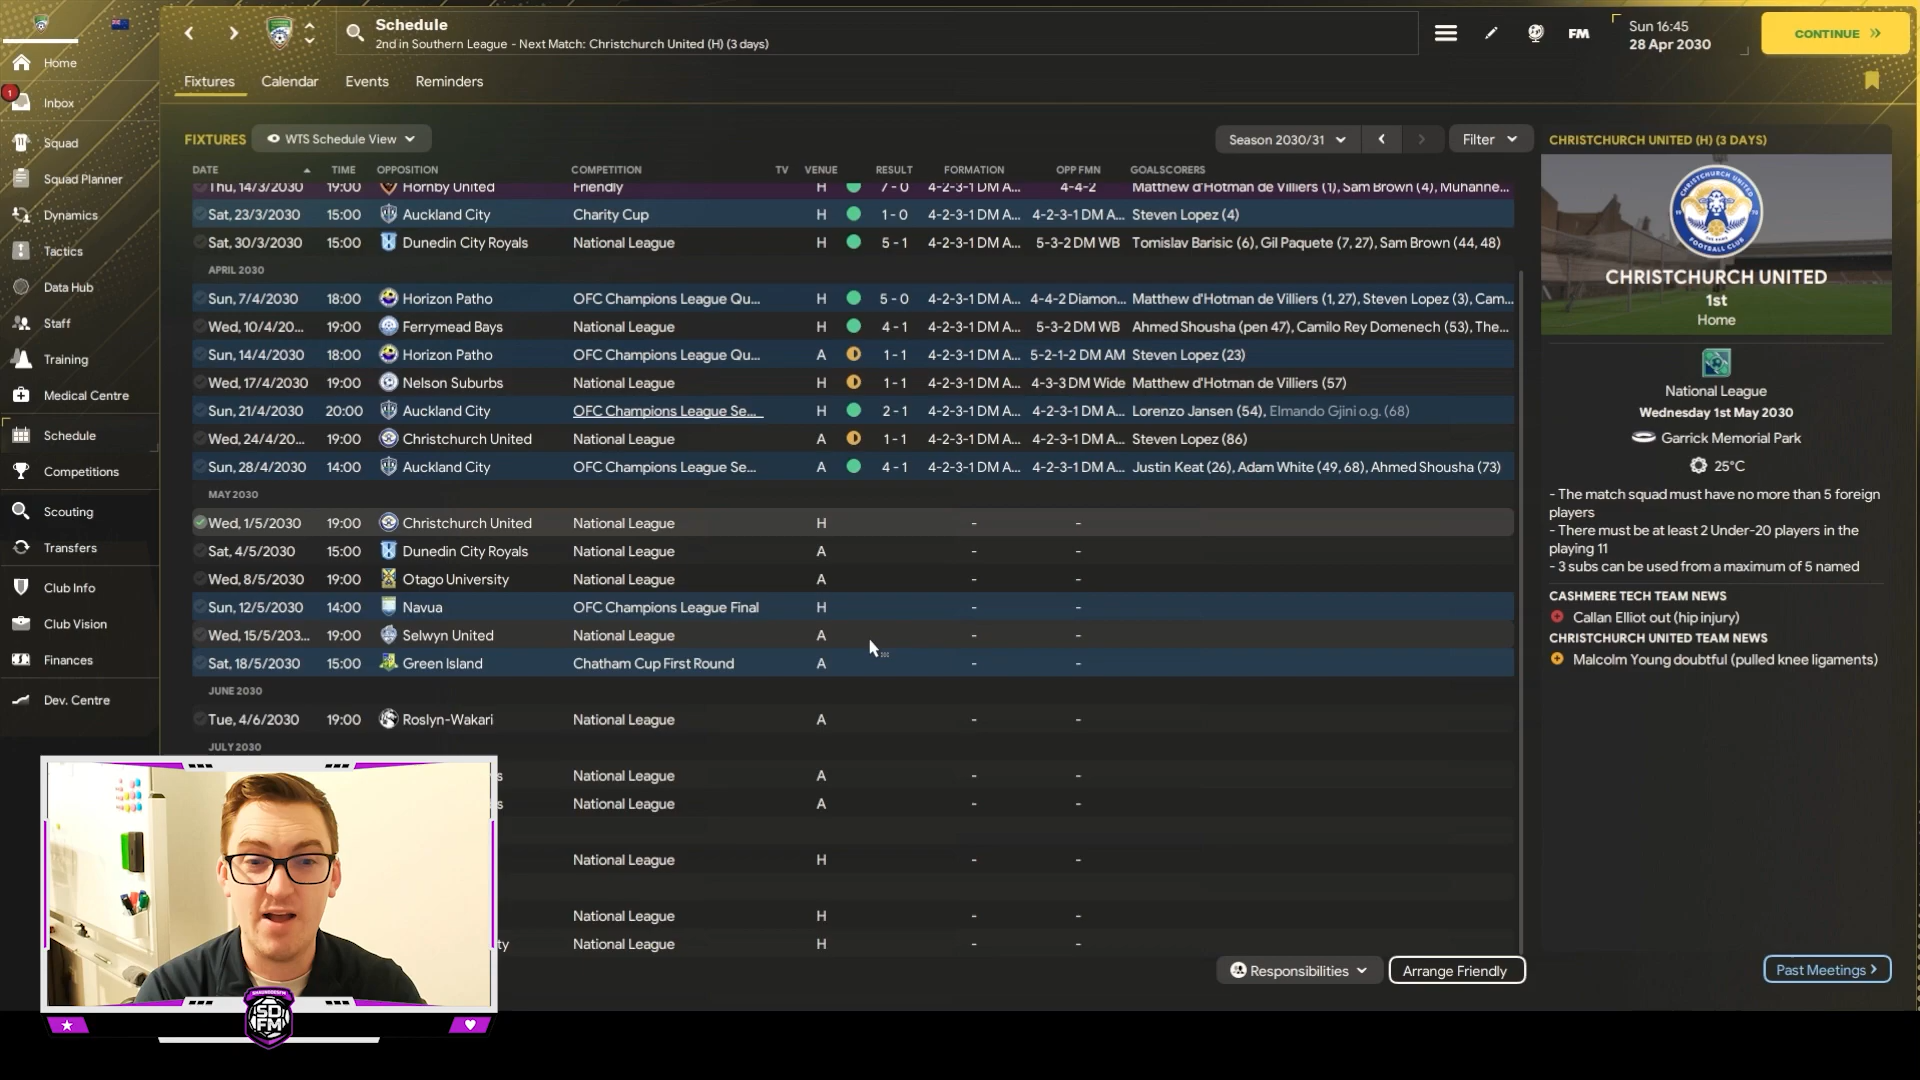 Schedule
2nd in Southern League - Next Match: Christchurch United (H) (3 days)
FM
Sun 16:45
28 Apr 2030
CONTINUE
Home
1
Inbox
Squad
Squad Planner
Dynamics
Tactics
Data Hub
Staff
Training
Medical Centre
Schedule
Competitions
Scouting
Transfers
Club Info
Club Vision
Finances
Dev. Centre
Fixtures Calendar Events Reminders
FIXTURES WTS Schedule View Season 2030/31 Filter
DATE TIME OPPOSITION COMPETITION TV VENUE RESULT FORMATION OPP FMN GOALSCORERS
Thu, 14/3/2030 19:00 Hornby United Friendly H 7 - 0 4-2-3-1 DM A... 4-4-2 Matthew d'Hotman de Villiers (1), Sam Brown (4), Muhanne...
Sat, 23/3/2030 15:00 Auckland City Charity Cup H 1 - 0 4-2-3-1 DM A... 4-2-3-1 DM A... Steven Lopez (4)
Sat, 30/3/2030 15:00 Dunedin City Royals National League H 5 - 1 4-2-3-1 DM A... 5-3-2 DM WB Tomislav Barisic (6), Gil Paquete (7, 27), Sam Brown (44, 48)
APRIL 2030
Sun, 7/4/2030 18:00 Horizon Patho OFC Champions League Qu... H 5 - 0 4-2-3-1 DM A... 4-4-2 Diamon... Matthew d'Hotman de Villiers (1, 27), Steven Lopez (3), Cam...
Wed, 10/4/20... 19:00 Ferrymead Bays National League H 4 - 1 4-2-3-1 DM A... 5-3-2 DM WB Ahmed Shousha (pen 47), Camilo Rey Domenech (53), The...
Sun, 14/4/2030 18:00 Horizon Patho OFC Champions League Qu... A 1 - 1 4-2-3-1 DM A... 5-2-1-2 DM AM Steven Lopez (23)
Wed, 17/4/2030 19:00 Nelson Suburbs National League H 1 - 1 4-2-3-1 DM A... 4-3-3 DM Wide Matthew d'Hotman de Villiers (57)
Sun, 21/4/2030 20:00 Auckland City OFC Champions League Se... H 2 - 1 4-2-3-1 DM A... 4-2-3-1 DM A... Lorenzo Jansen (54), Elmando Gjini o.g. (68)
Wed, 24/4/20... 19:00 Christchurch United National League A 1 - 1 4-2-3-1 DM A... 4-2-3-1 DM A... Steven Lopez (86)
Sun, 28/4/2030 14:00 Auckland City OFC Champions League Se... A 4 - 1 4-2-3-1 DM A... 4-2-3-1 DM A... Justin Keat (26), Adam White (49, 68), Ahmed Shousha (73)
MAY 2030
Wed, 1/5/2030 19:00 Christchurch United National League H - -
Sat, 4/5/2030 15:00 Dunedin City Royals National League A - -
Wed, 8/5/2030 19:00 Otago University National League A - -
Sun, 12/5/2030 14:00 Navua OFC Champions League Final H - -
Wed, 15/5/203... 19:00 Selwyn United National League A - -
Sat, 18/5/2030 15:00 Green Island Chatham Cup First Round A - -
JUNE 2030
Tue, 4/6/2030 19:00 Roslyn-Wakari National League A - -
JULY 2030
s National League A - -
s National League A - -
National League H - -
National League H - -
ty National League H - -
Responsibilities Arrange Friendly
CHRISTCHURCH UNITED (H) (3 DAYS)
CHRISTCHURCH UNITED
FOOTBALL CLUB
CHRISTCHURCH UNITED
1st
Home
National League
Wednesday 1st May 2030
Garrick Memorial Park
25°C
- The match squad must have no more than 5 foreign
players
- There must be at least 2 Under-20 players in the
playing 11
- 3 subs can be used from a maximum of 5 named
CASHMERE TECH TEAM NEWS
Callan Elliot out (hip injury)
CHRISTCHURCH UNITED TEAM NEWS
Malcolm Young doubtful (pulled knee ligaments)
Past Meetings
SD
FM